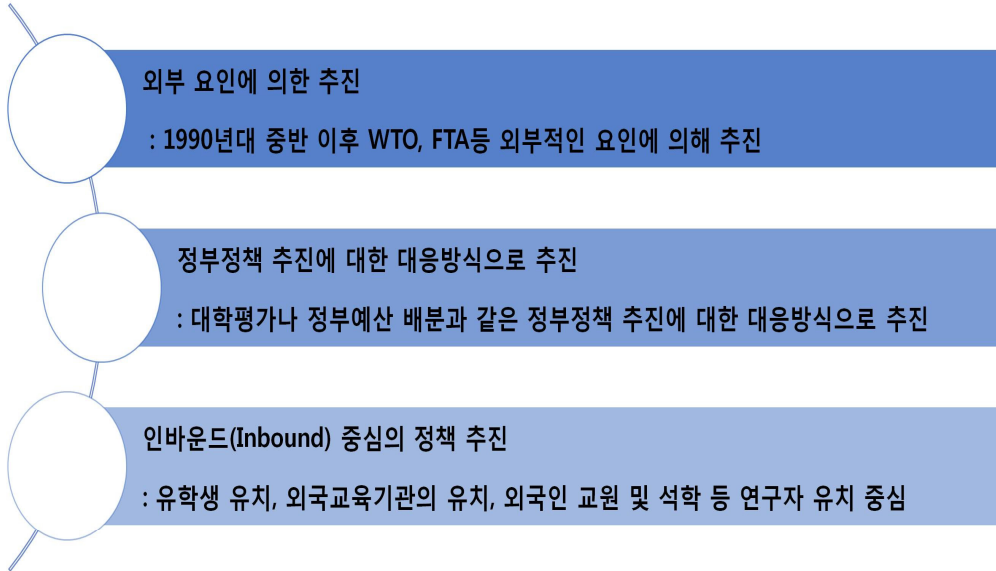 외부 요인에 의한 추진
: 1990년대 중반 이후 WTO, FTA등 외부적인 요인에 의해 추진
정부정책 추진에 대한 대응방식으로 추진
: 대학평가나 정부예산 배분과 같은 정부정책 추진에 대한 대응방식으로 추진
인바운드(Inbound) 중심의 정책 추진
: 유학생 유치, 외국교육기관의 유치, 외국인 교원 및 석학 등 연구자 유치 중심